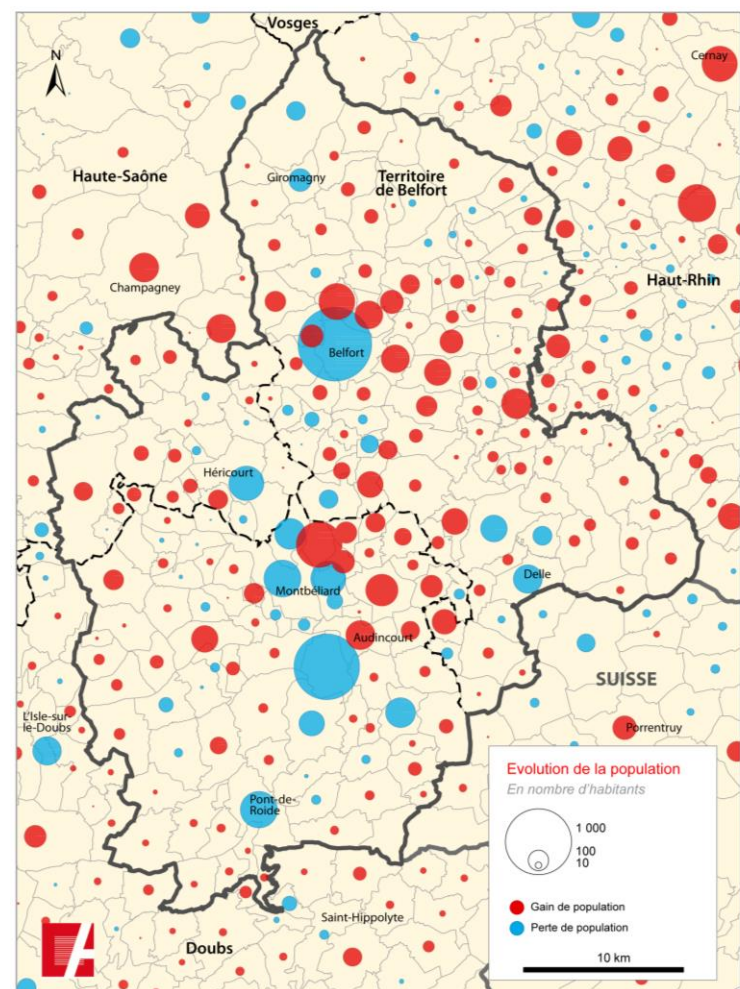 Vosges
N
Cernay
Haute-Saône
Giromagny
Territoire
de Belfort
Champagney
Haut-Rhin
Belfort
Héricourt
Montbéliard
Delle
Audincourt
SUISSE
L'Isle-sur
le-Doubs
Porrentruy
Pont-de-
Roide
Saint-Hippolyte
Doubs
Evolution de la population
En nombre d'habitants
1 000
100
10
Gain de population
Perte de population
10 km